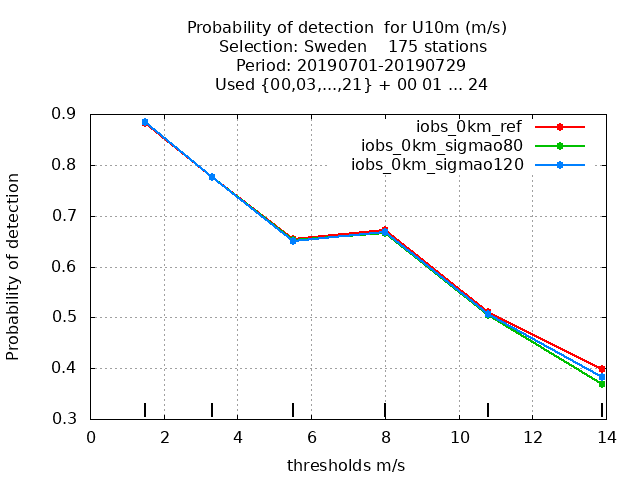 Probability of detection  for U10m (m/s)
Selection: Sweden    175 stations
Period: 20190701-20190729
Used {00,03,...,21} + 00 01 ... 24
iobs_0km_ref
iobs_0km_sigmao80
iobs_0km_sigmao120
Probability of detection
0.9
0.8
0.7
0.6
0.5
0.4
0.3
0 2 4 6 8 10 12 14
thresholds m/s